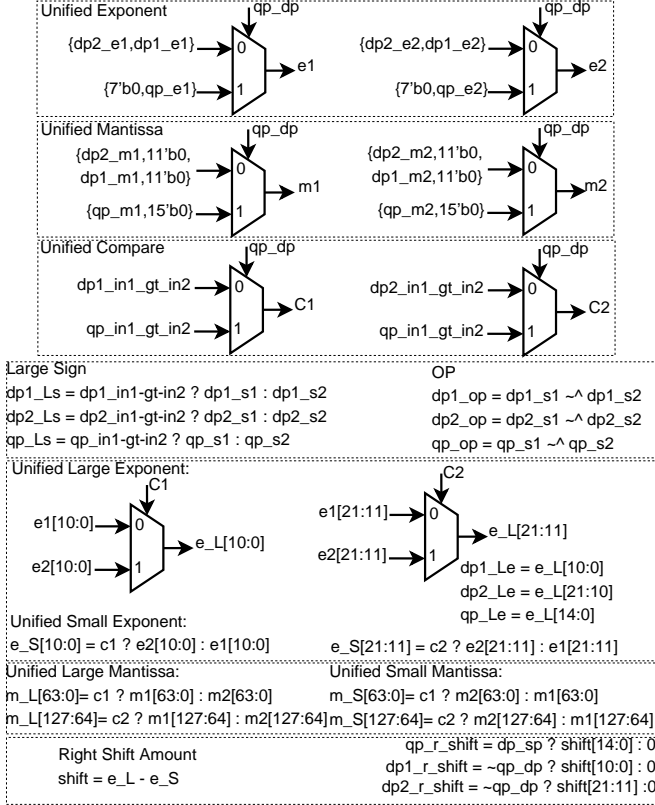 Unified Exponent
qp_dp
qp_dp
{dp2_e1,dp1_e1}
0
{dp2_e2,dp1_e2}
0
e1
e2
{7'b0,qp_e1}
1
{7'b0,qp_e2}
1
Unified Mantissa
qp_dp
qp_dp
{dp2_m1,11'b0,
dp1_m1,11'b0}
0
{dp2_m2,11'b0,
dp1_m2,11'b0}
0
m1
m2
{qp_m1,15'b0}
1
{qp_m2,15'b0}
1
Unified Compare
qp_dp
qp_dp
dp1_in1_gt_in2
0
dp2_in1_gt_in2
0
C1
C2
qp_in1_gt_in2
1
qp_in1_gt_in2
1
Large Sign
dp1_Ls = dp1_in1-gt-in2 ? dp1_s1 : dp1_s2
dp2_Ls = dp2_in1-gt-in2 ? dp2_s1 : dp2_s2
qp_Ls = qp_in1-gt-in2 ? qp_s1 : qp_s2
OP
dp1_op = dp1_s1 ~^ dp1_s2
dp2_op = dp2_s1 ~^ dp2_s2
qp_op = qp_s1 ~^ qp_s2
Unified Large Exponent:
C1
C2
e1[10:0]
0
e_L[10:0]
e2[10:0]
1
e1[21:11]
0
e_L[21:11]
e2[21:11]
1
dp1_Le = e_L[10:0]
dp2_Le = e_L[21:10]
qp_Le = e_L[14:0]
Unified Small Exponent:
e_S[10:0] = c1 ? e2[10:0] : e1[10:0]
e_S[21:11] = c2 ? e2[21:11] : e1[21:11]
Unified Large Mantissa:
m_L[63:0]= c1 ? m1[63:0] : m2[63:0]
m_L[127:64]= c2 ? m1[127:64] : m2[127:64]
Unified Small Mantissa:
m_S[63:0]= c1 ? m2[63:0] : m1[63:0]
m_S[127:64]= c2 ? m2[127:64] : m1[127:64]
Right Shift Amount
shift = e_L - e_S
qp_r_shift = dp_sp ? shift[14:0] : 0
dp1_r_shift = ~qp_dp ? shift[10:0] : 0
dp2_r_shift = ~qp_dp ? shift[21:11] :0